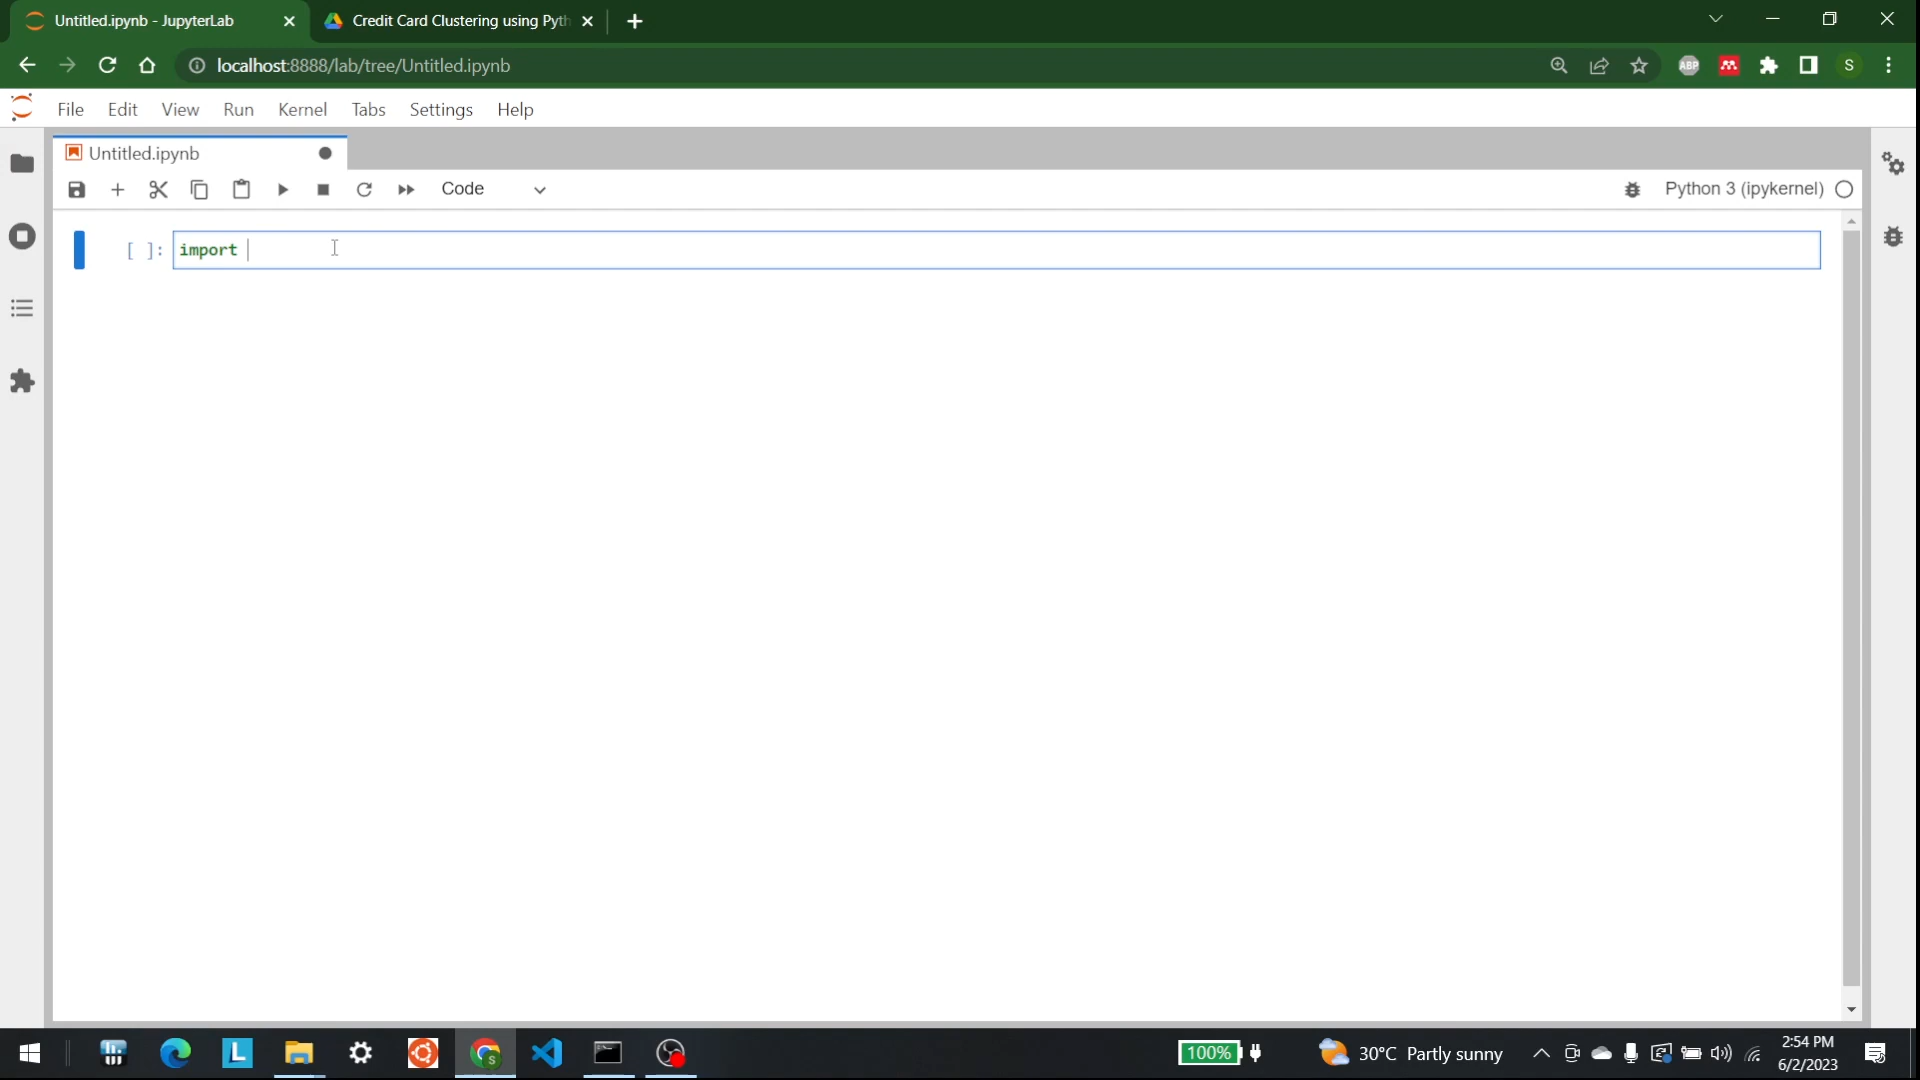 Untitled.ipynb - JupyterLab
Credit Card Clustering using Pyth
localhost:8888/lab/tree/Untitled.ipynb
ABP
S
File Edit View Run Kernel Tabs Settings Help
Untitled.ipynb
Code
Python 3 (ipykernel)
[ ]: import
L
S
100%
30°C Partly sunny
2:54 PM
6/2/2023